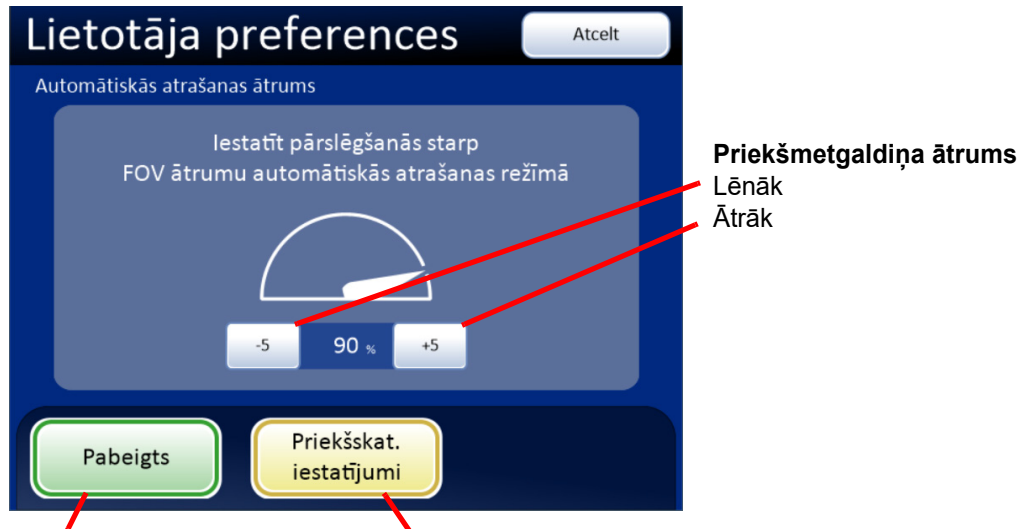 Lietotāja preferences
Atcelt
Automātiskās atrašanas ātrums
Iestatīt pārslēgšanās starp
FOV ātrumu automātiskās atrašanas režīmā
-5
90 %
+5
Pabeigts
Priekšskat.
iestatījumi
Priekšmetgaldiņa ātrums
Lēnāk
Ātrāk